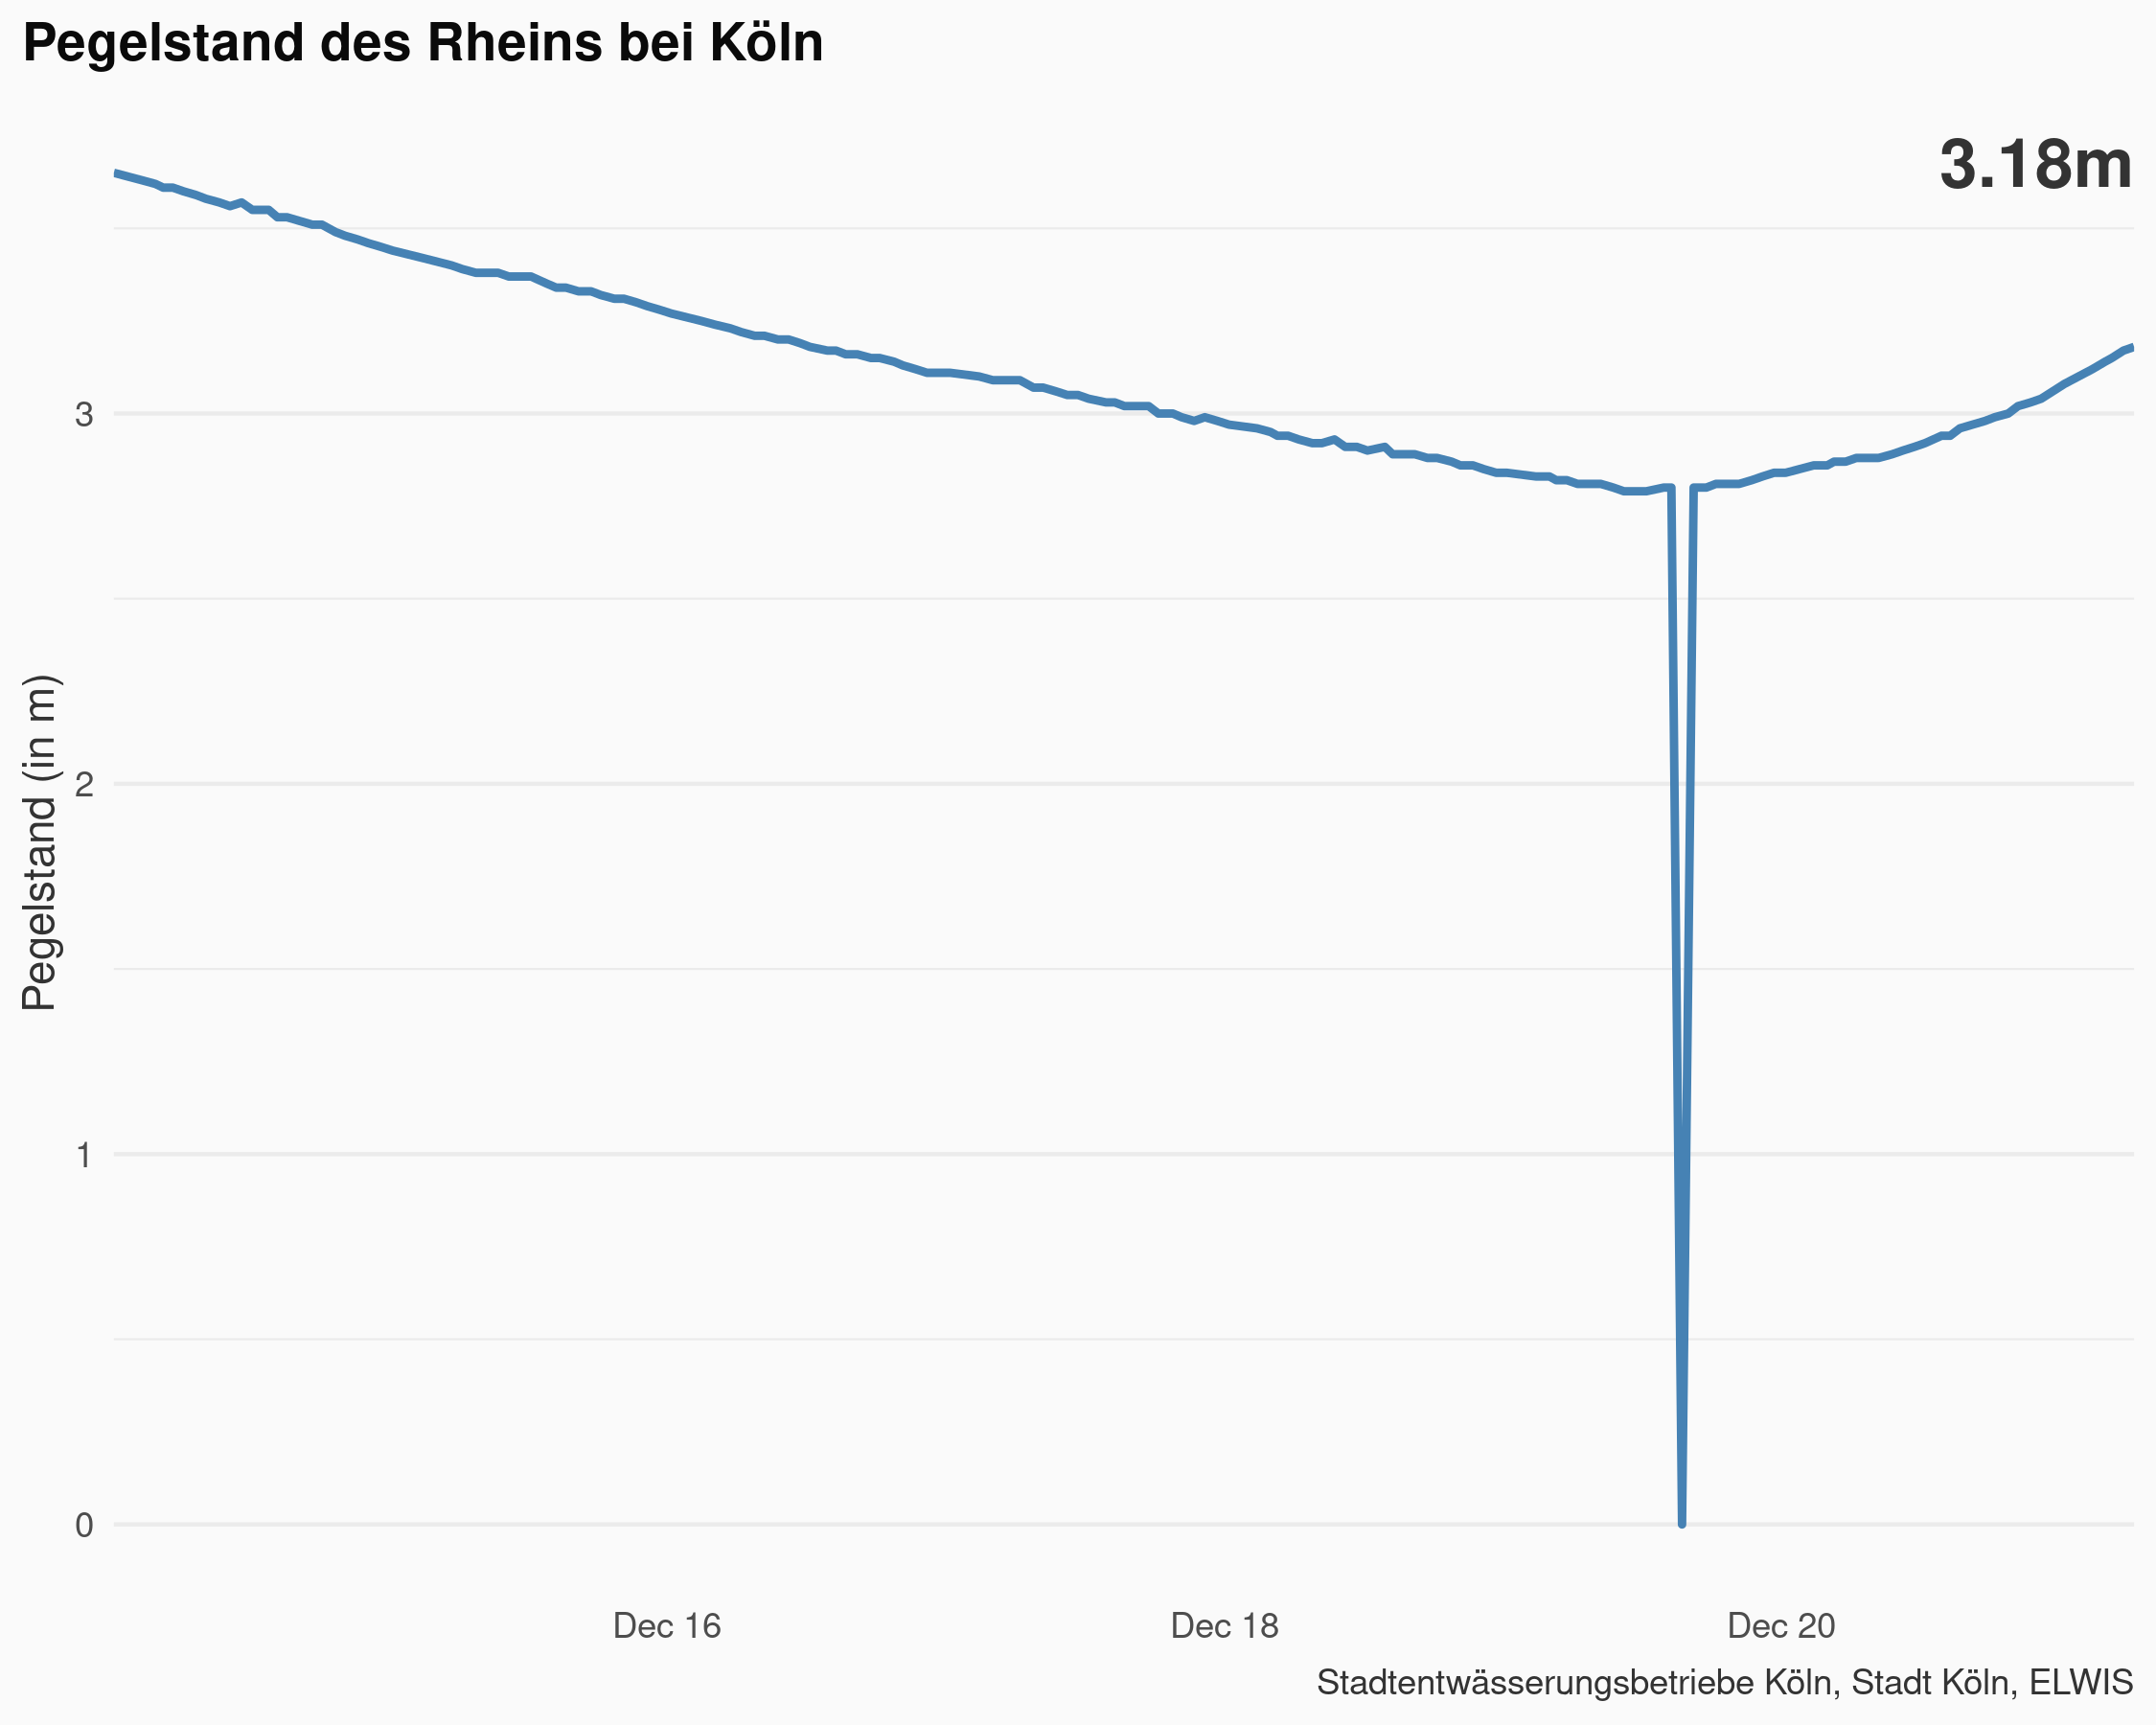 Pegelstand des Rheins bei Köln
3.18m
Pegelstand (in m)
3
2
1
0
Dec 16
Dec 18
Dec 20
Stadtentwässerungsbetriebe Köln, Stadt Köln, ELWIS